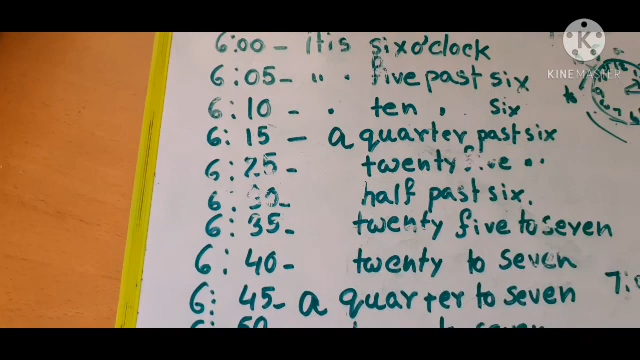 6:00 - it is six o'clock
6:05 - " . five past six
6:10 - . ten . six
6:15 - a quarter past six
6:25 - twenty five ..
6:30 - half past six.
6:35 - twenty five to seven
6:40 - twenty to seven
6:45 - a quarter to seven
KINEMASTER